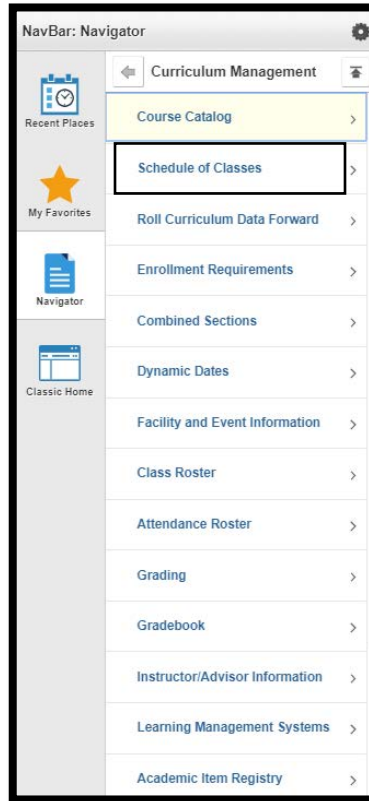 NavBar: Navigator
Recent Places
My Favorites
Navigator
Classic Home
Curriculum Management
Course Catalog
Schedule of Classes
Roll Curriculum Data Forward
Enrollment Requirements
Combined Sections
Dynamic Dates
Facility and Event Information
Class Roster
Attendance Roster
Grading
Gradebook
Instructor/Advisor Information
Learning Management Systems
Academic Item Registry